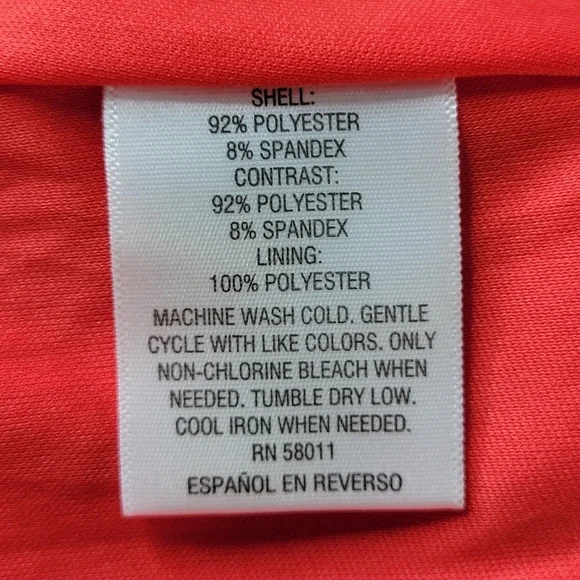 SHELL:
92% POLYESTER
8% SPANDEX
CONTRAST:
92% POLYESTER
8% SPANDEX
LINING:
100% POLYESTER
MACHINE WASH COLD. GENTLE
CYCLE WITH LIKE COLORS. ONLY
NON-CHLORINE BLEACH WHEN
NEEDED. TUMBLE DRY LOW.
COOL IRON WHEN NEEDED.
RN 58011
ESPAÑOL EN REVERSO